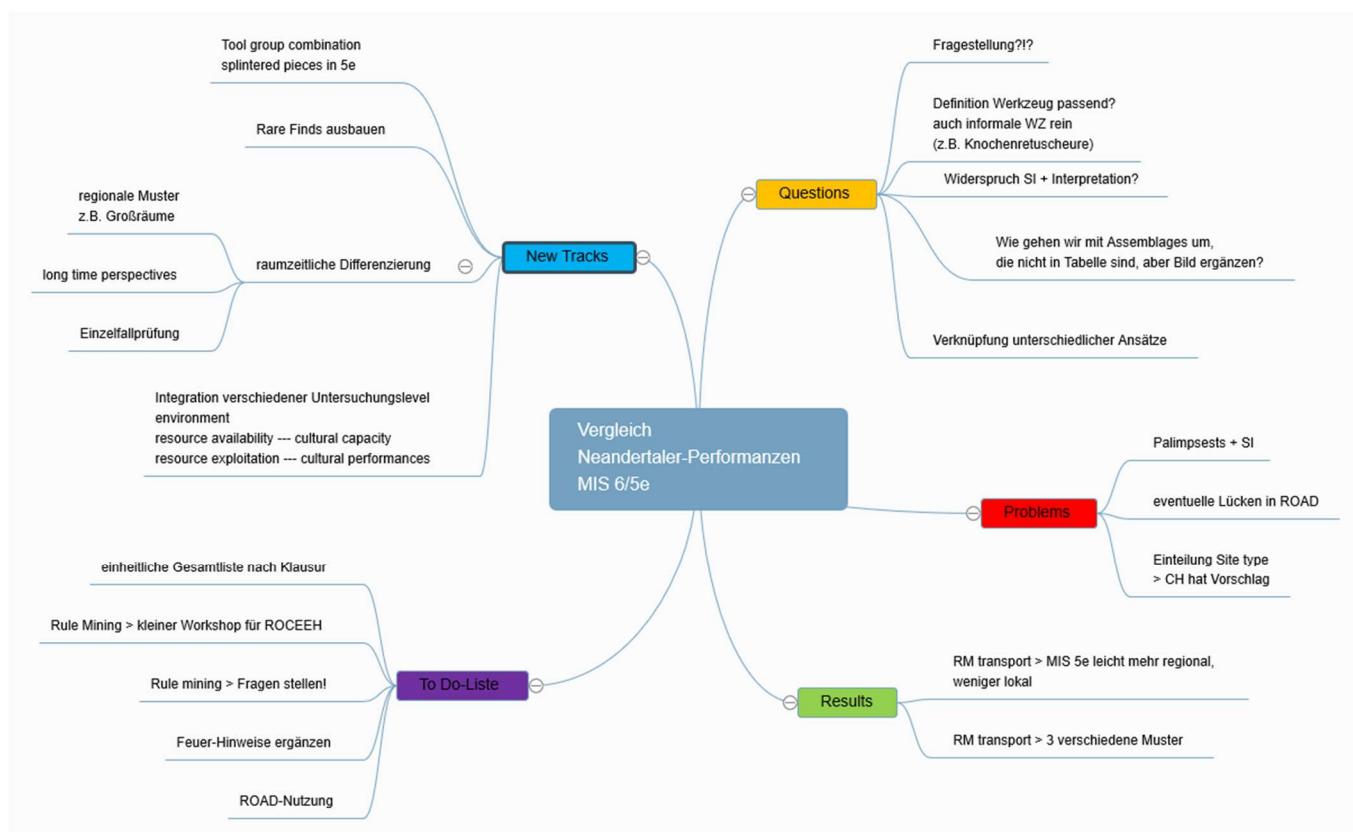 Tool group combination
splintered pieces in 5e
Rare Finds ausbauen
regionale Muster
z.B. Großräume
long time perspectives
Einzelfallprüfung
raumzeitliche Differenzierung
Integration verschiedener Untersuchungslevel
environment
resource availability --- cultural capacity
resource exploitation --- cultural performances
New Tracks
Fragestellung?!?
Definition Werkzeug passend?
auch informale WZ rein
(z.B. Knochenretuscheure)
Widerspruch SI + Interpretation?
Wie gehen wir mit Assemblages um,
die nicht in Tabelle sind, aber Bild ergänzen?
Verknüpfung unterschiedlicher Ansätze
Questions
Vergleich
Neandertaler-Performanzen
MIS 6/5e
Palimpsests + SI
eventuelle Lücken in ROAD
Einteilung Site type
> CH hat Vorschlag
Problems
einheitliche Gesamtliste nach Klausur
Rule Mining > kleiner Workshop für ROCEEH
Rule mining > Fragen stellen!
Feuer-Hinweise ergänzen
ROAD-Nutzung
To Do-Liste
RM transport > MIS 5e leicht mehr regional,
weniger lokal
RM transport > 3 verschiedene Muster
Results